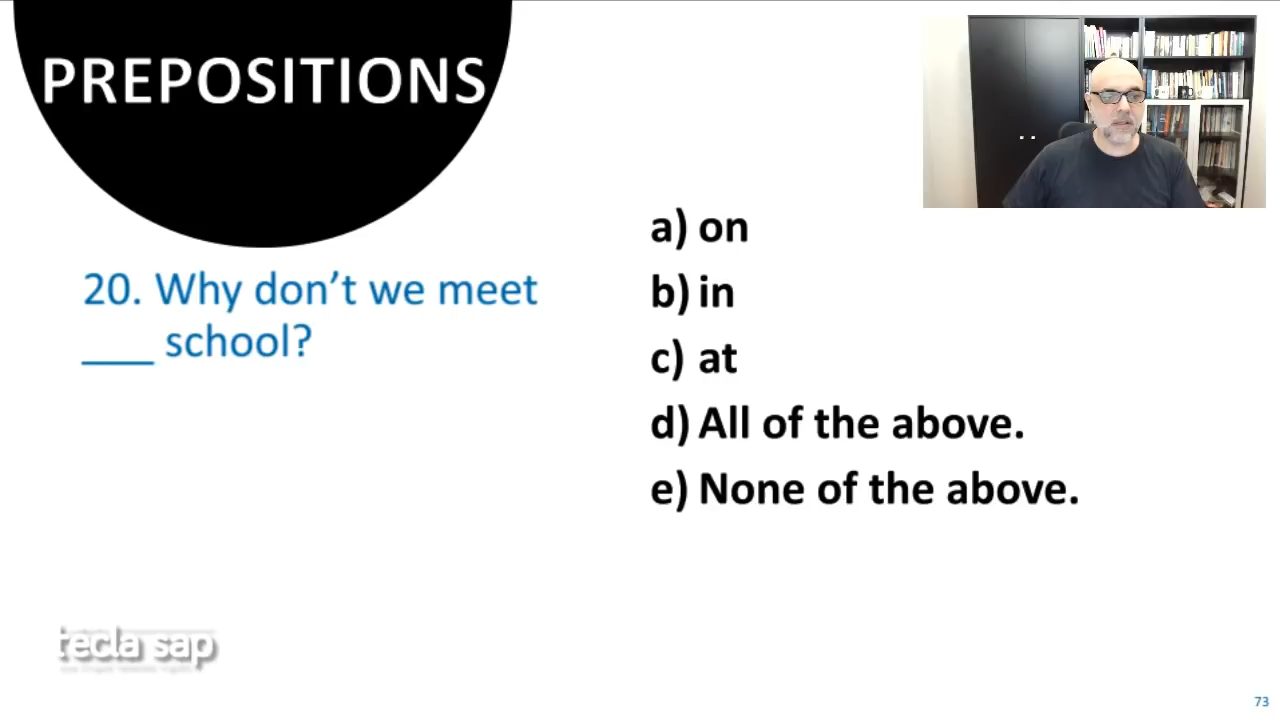 PREPOSITIONS
20. Why don’t we meet
___ school?
a) on
b) in
c) at
d) All of the above.
e) None of the above.
tecla sap
73